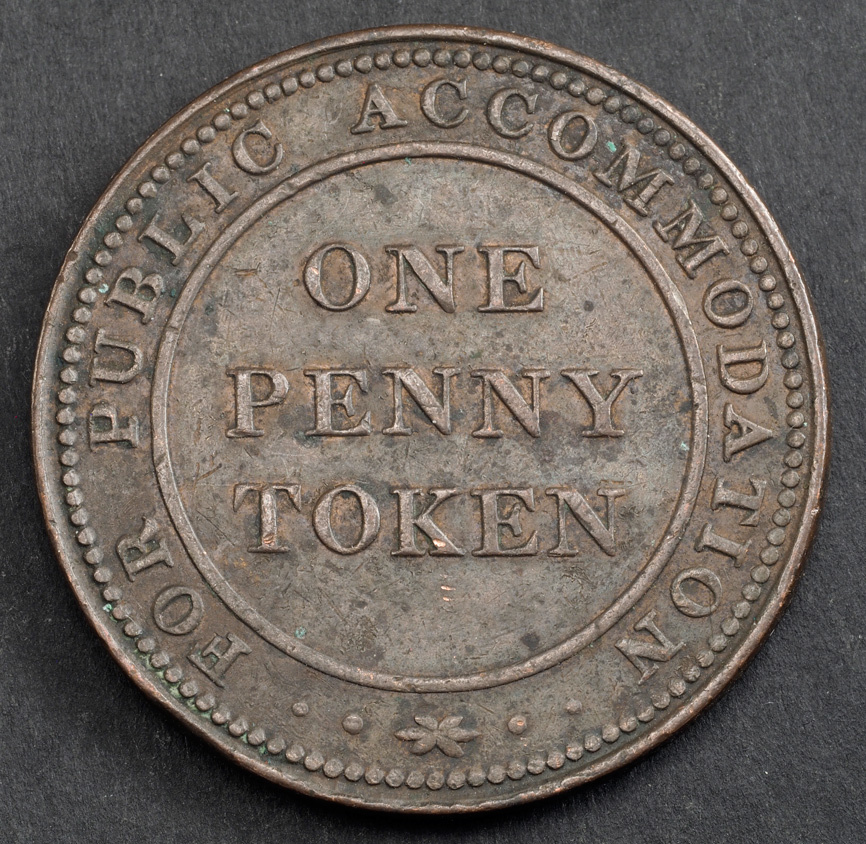 FOR PUBLIC ACCOMMODATION
ONE
PENNY
TOKEN